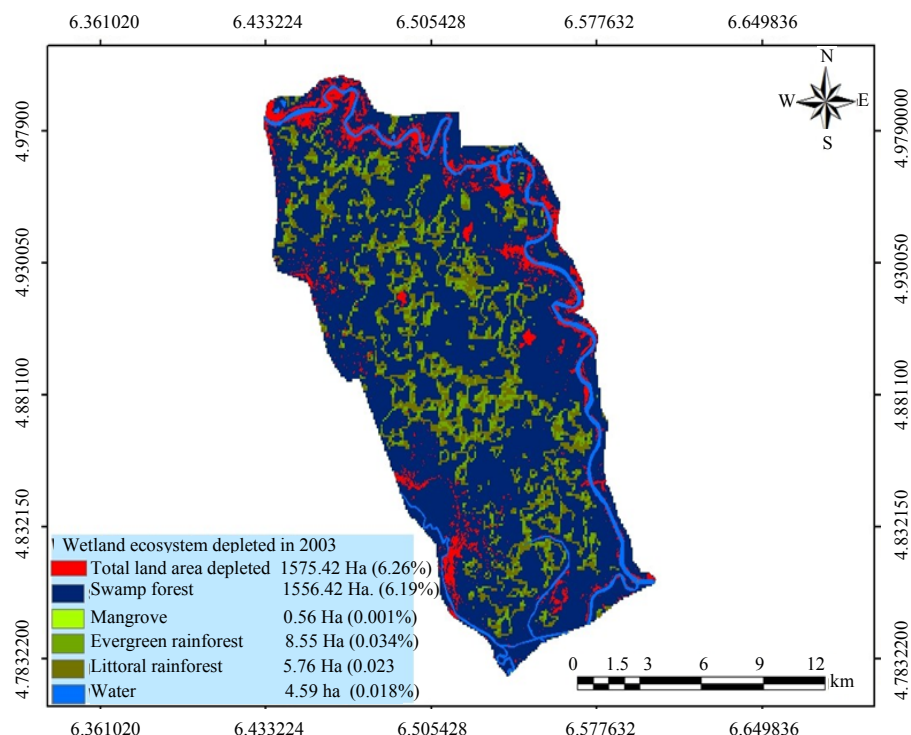 6.361020 6.433224 6.505428 6.577632 6.649836
N
W E
S
4.97900 4.9790000
4.930050 4.930050
4.881100 4.881100
4.832150 4.832150
4.7832200 4.7832200
Wetland ecosystem depleted in 2003
Total land area depleted 1575.42 Ha (6.26%)
Swamp forest 1556.42 Ha. (6.19%)
Mangrove 0.56 Ha (0.001%)
Evergreen rainforest 8.55 Ha (0.034%)
Littoral rainforest 5.76 Ha (0.023
Water 4.59 ha (0.018%)
0 1.5 3 6 9 12
km
6.361020 6.433224 6.505428 6.577632 6.649836